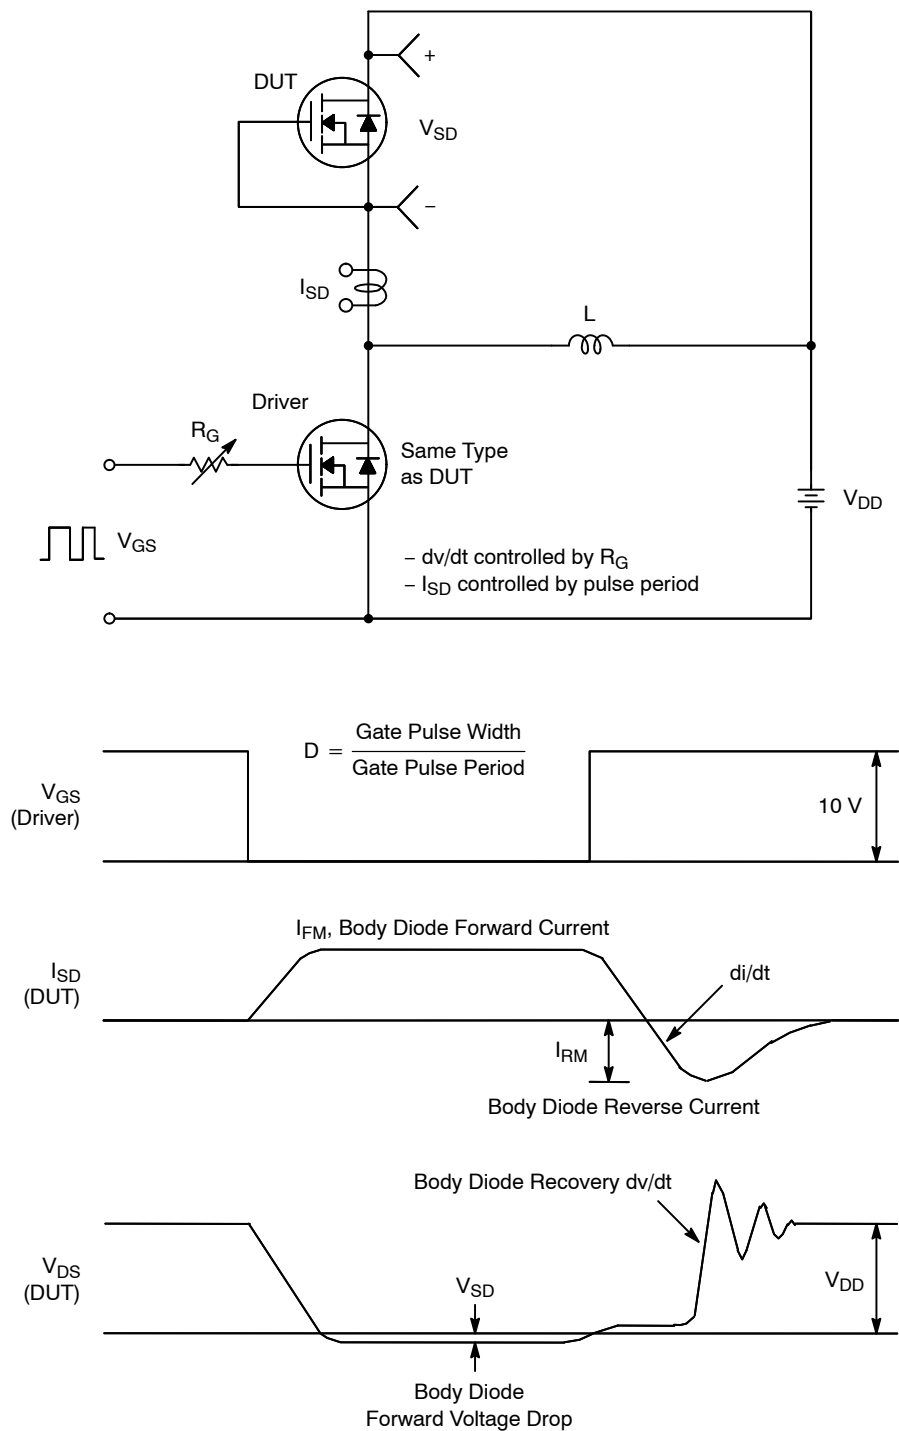 DUT
+
V_SD
−
I_SD
L
Driver
R_G
Same Type
as DUT
V_DD
V_GS
− dv/dt controlled by R_G
− I_SD controlled by pulse period
D = Gate Pulse Width
Gate Pulse Period
V_GS
(Driver)
10 V
I_FM, Body Diode Forward Current
I_SD
(DUT)
di/dt
I_RM
Body Diode Reverse Current
Body Diode Recovery dv/dt
V_DS
(DUT)
V_SD
V_DD
Body Diode
Forward Voltage Drop